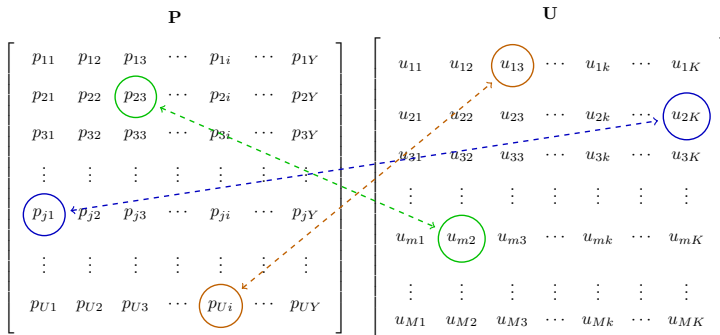 P
p11 p12 p13 ··· p1i ··· p1Y
p21 p22 p23 ··· p2i ··· p2Y
p31 p32 p33 ··· p3i ··· p3Y
⋮ ⋮ ⋮ ⋮ ⋮ ⋮ ⋮
pj1 pj2 pj3 ··· pji ··· pjY
⋮ ⋮ ⋮ ⋮ ⋮ ⋮ ⋮
pU1 pU2 pU3 ··· pUi ··· pUY
U
u11 u12 u13 ··· u1k ··· u1K
u21 u22 u23 ··· u2k ··· u2K
u31 u32 u33 ··· u3k ··· u3K
⋮ ⋮ ⋮ ⋮ ⋮ ⋮ ⋮
um1 um2 um3 ··· umk ··· umK
⋮ ⋮ ⋮ ⋮ ⋮ ⋮ ⋮
uM1 uM2 uM3 ··· uMk ··· uMK